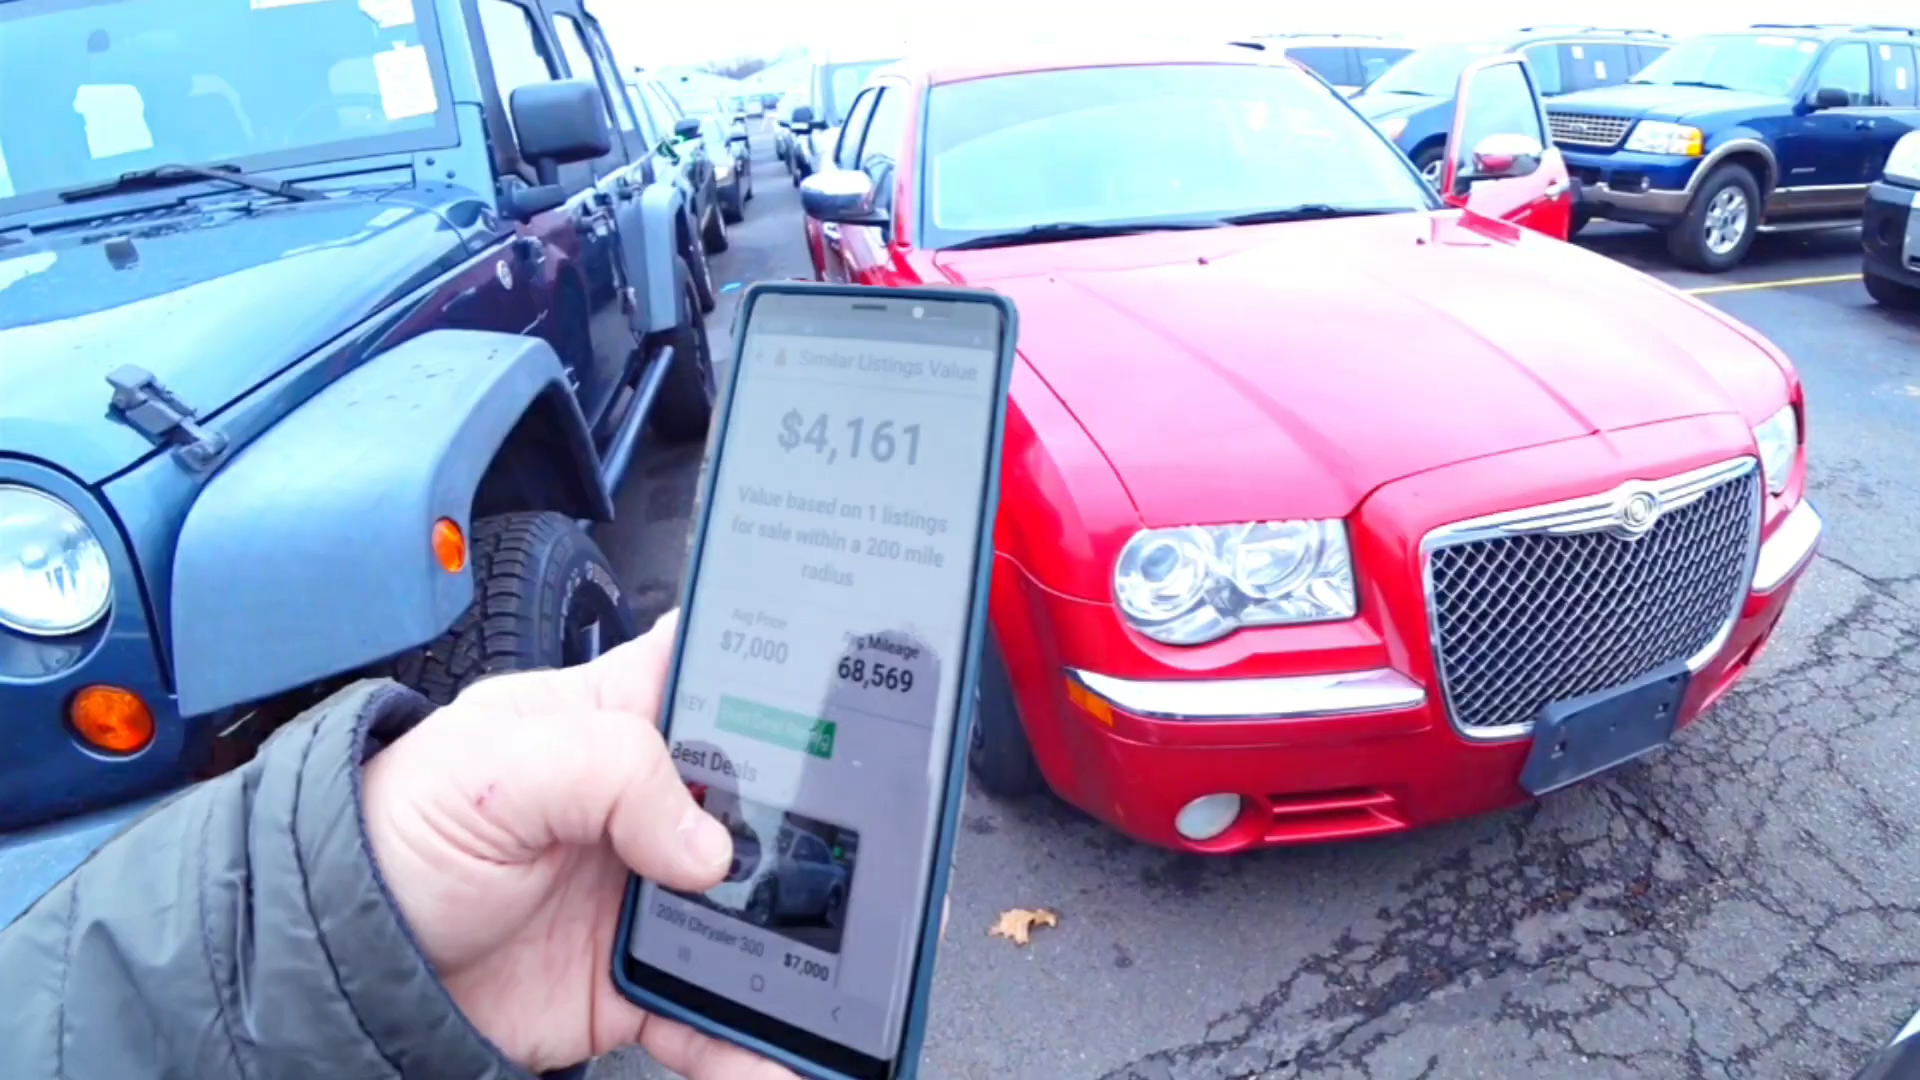 Similar Listings Value
$4,161
Value based on 1 listings
for sale within a 200 mile
radius
Avg Price
$7,000
Mileage
68,569
Best Deals
2009 Chrysler 300
$7,000